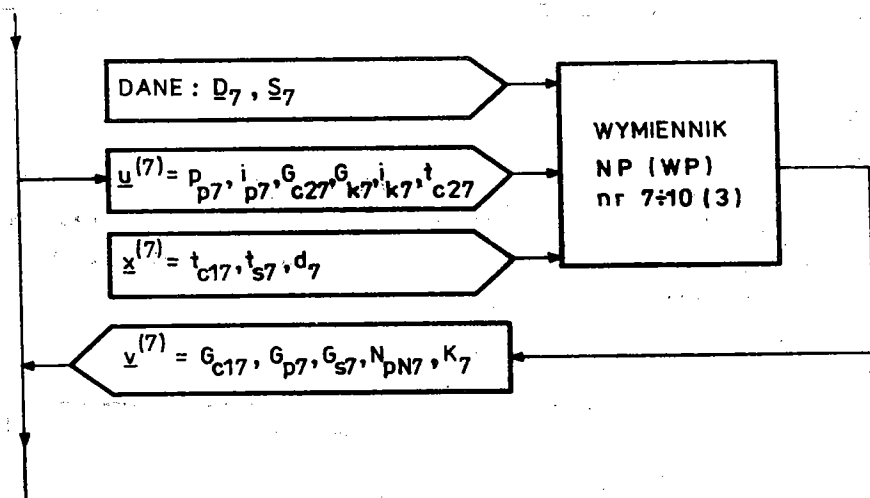 DANE: D7, S7
u(7) = pp7, ip7, Gc27, Gk7, ik7, tc27
x(7) = tc17, ts7, d7
v(7) = Gc17, Gp7, Gs7, NpN7, K7
WYMIENNIK
NP (WP)
nr 7÷10 (3)